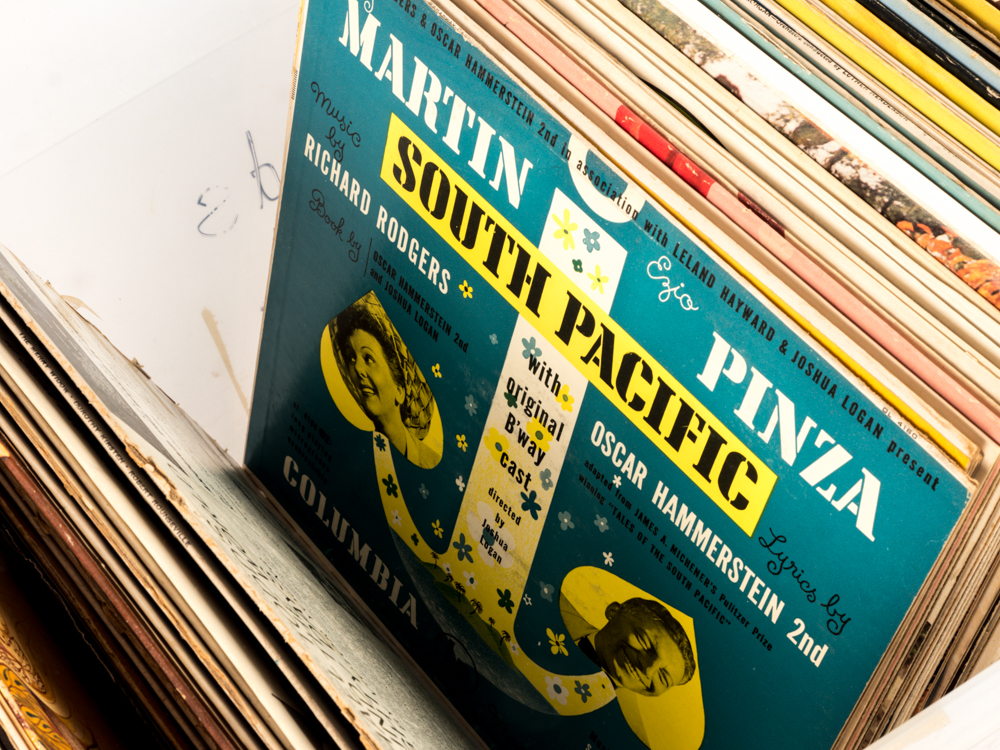 ERS & OSCAR HAMMERSTEIN 2nd in association with LELAND HAYWARD & JOSHUA LOGAN present
MARTIN
Ezio
PINZA
SOUTH PACIFIC
Music
by
RICHARD RODGERS
Book by
OSCAR HAMMERSTEIN 2nd
and JOSHUA LOGAN
with
original
B'way
cast
directed
by
Joshua
Logan
Lyrics by
OSCAR HAMMERSTEIN 2nd
adapted from JAMES A. MICHENER'S Pulitzer Prize
winning "TALES OF THE SOUTH PACIFIC"
COLUMBIA